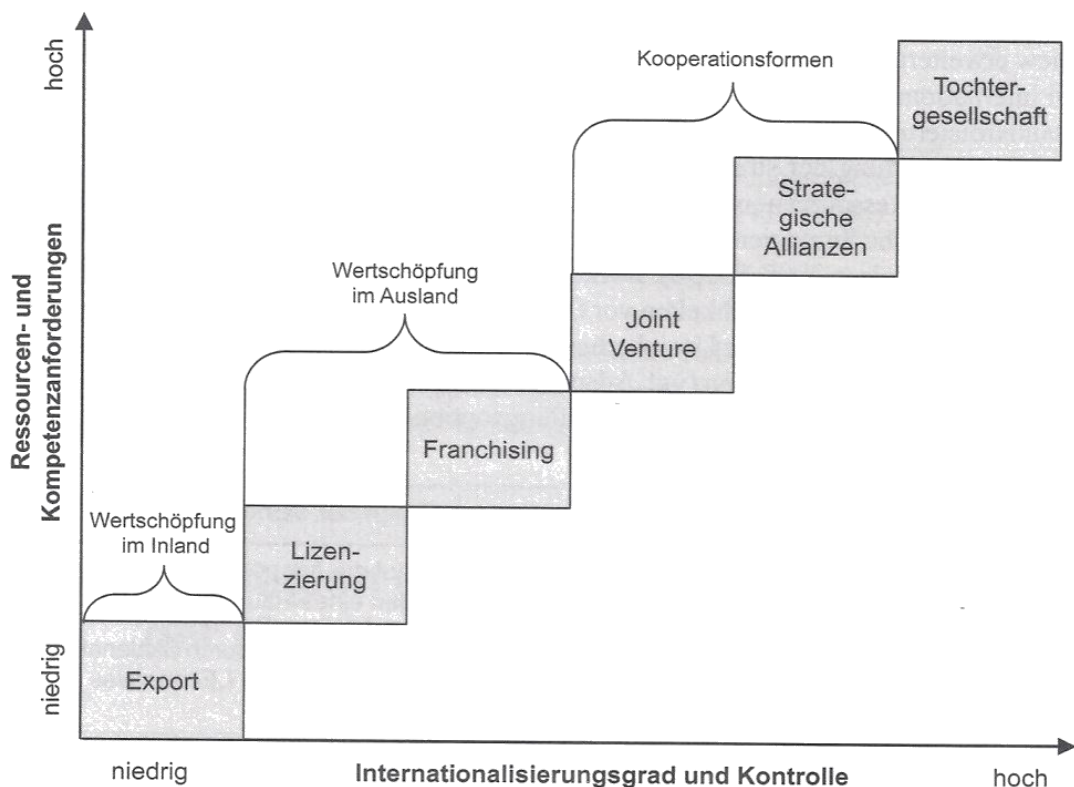 hoch
Kooperationsformen
Tochter-
gesellschaft
Strate-
gische
Allianzen
Wertschöpfung
im Ausland
Joint
Venture
Ressourcen- und
Kompetenzanforderungen
Franchising
Wertschöpfung
im Inland
Lizen-
zierung
niedrig
Export
niedrig
Internationalisierungsgrad und Kontrolle
hoch